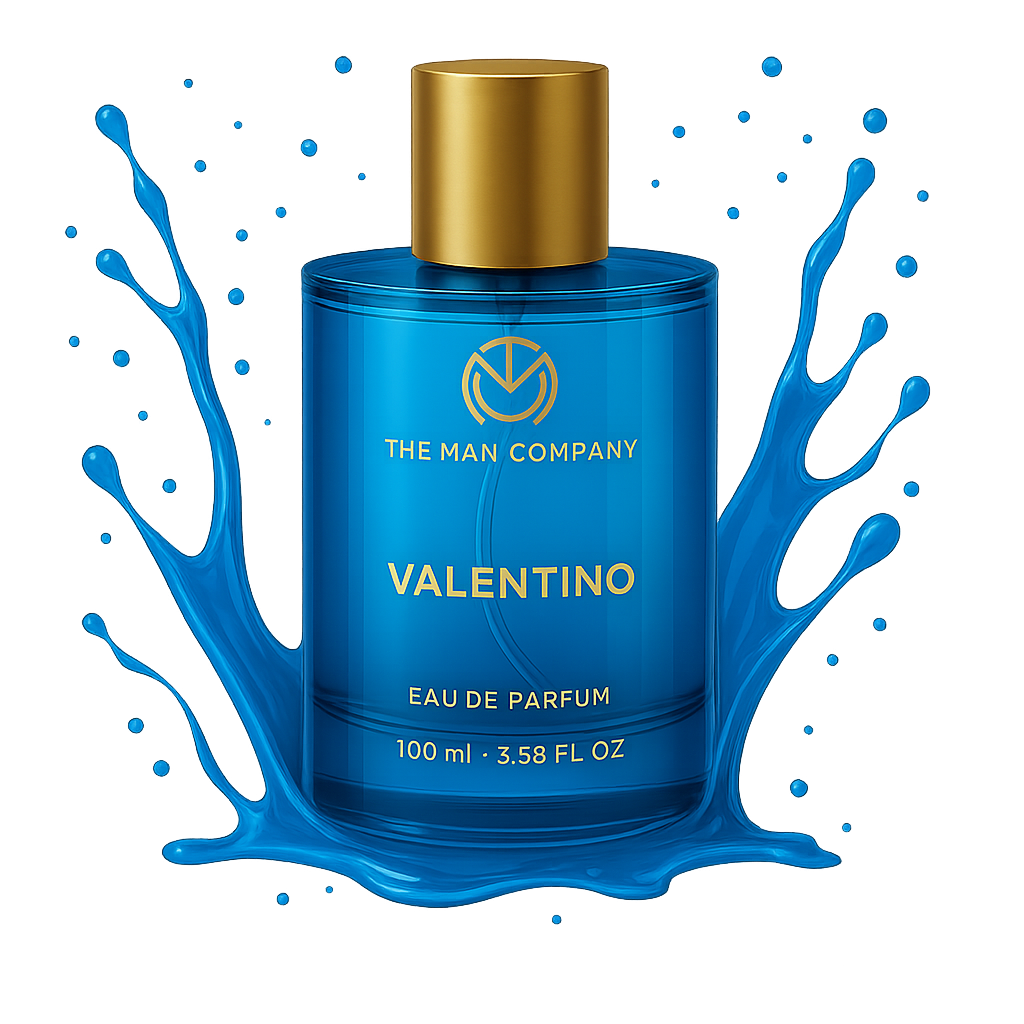 THE MAN COMPANY
VALENTINO
EAU DE PARFUM
100 ml · 3.58 FL OZ